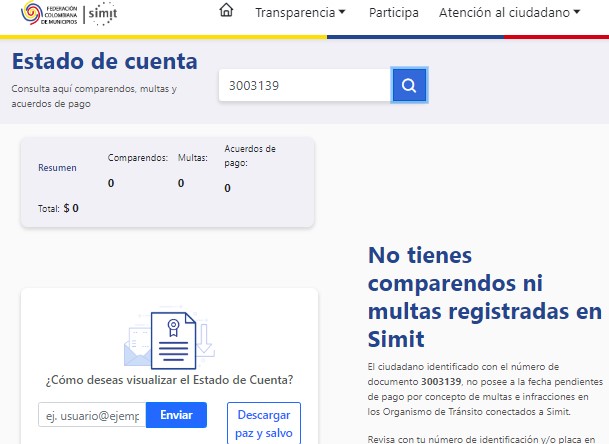 FEDERACIÓN
COLOMBIANA
DE MUNICIPIOS
simit
Transparencia
Participa
Atención al ciudadano
Estado de cuenta
Consulta aquí comparendos, multas y
acuerdos de pago
3003139
Resumen
Comparendos:
0
Multas:
0
Acuerdos de
pago:
0
Total: $ 0
No tienes
comparendos ni
multas registradas en
Simit
El ciudadano identificado con el número de
documento 3003139, no posee a la fecha pendientes
de pago por concepto de multas e infracciones en
los Organismo de Tránsito conectados a Simit.
Revisa con tu número de identificación y/o placa en
¿Cómo deseas visualizar el Estado de Cuenta?
ej. usuario@ejemp
Enviar
Descargar
paz y salvo